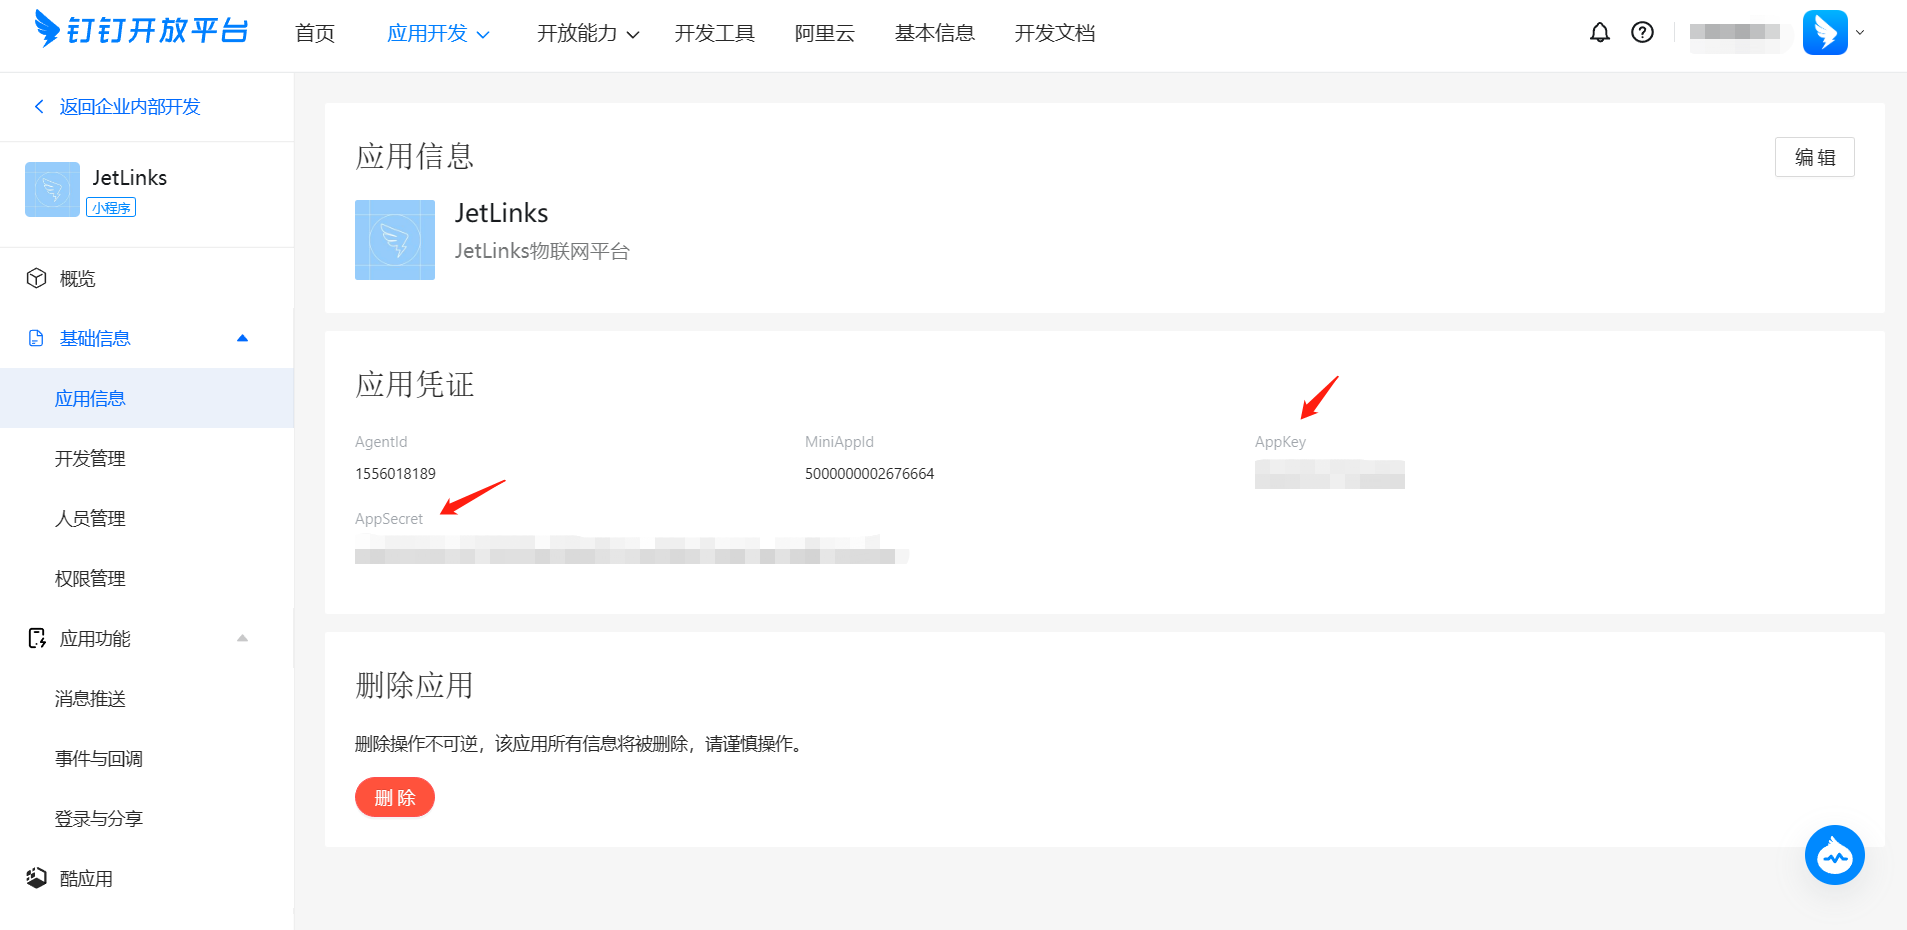 钉钉开放平台
首页
应用开发
开放能力
开发工具
阿里云
基本信息
开发文档
返回企业内部开发
JetLinks
小程序
概览
基础信息
应用信息
开发管理
人员管理
权限管理
应用功能
消息推送
事件与回调
登录与分享
酷应用
应用信息
编 辑
JetLinks
JetLinks物联网平台
应用凭证
AgentId
MiniAppId
AppKey
1556018189
5000000002676664
AppSecret
删除应用
删除操作不可逆，该应用所有信息将被删除，请谨慎操作。
删 除